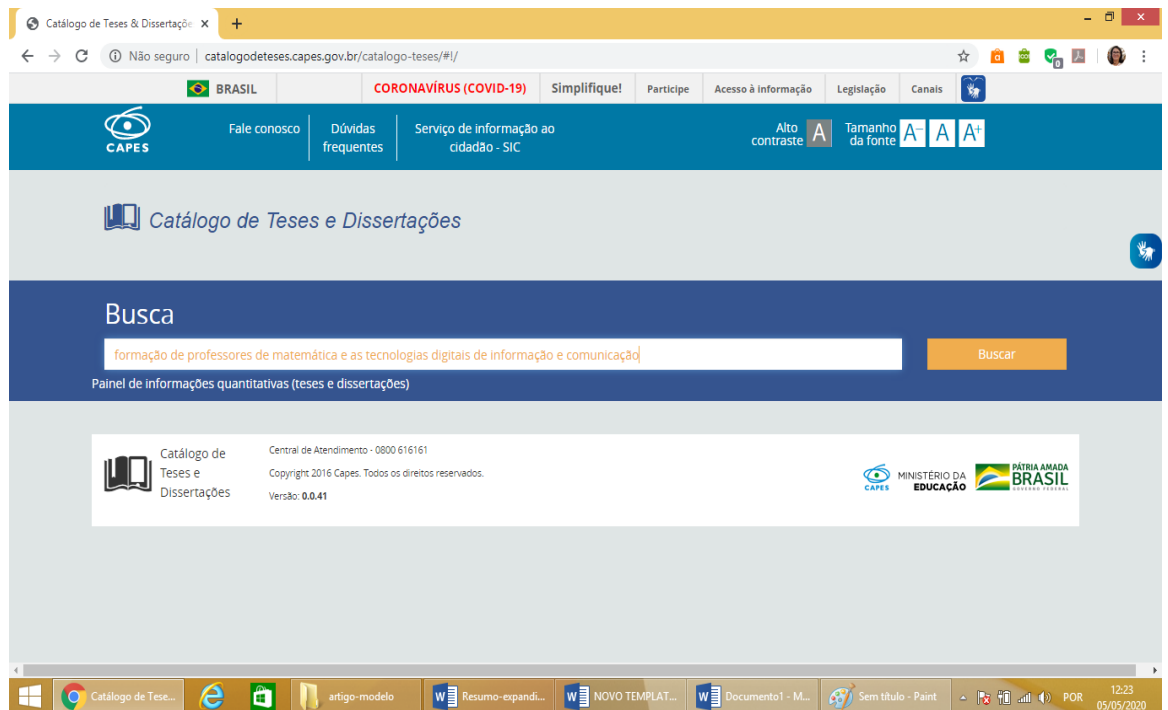 Catálogo de Teses & Dissertaçõe
Não seguro | catalogodeteses.capes.gov.br/catalogo-teses/#!/
BRASIL
CORONAVÍRUS (COVID-19)
Simplifique!
Participe
Acesso à informação
Legislação
Canais
CAPES
Fale conosco
Dúvidas
frequentes
Serviço de informação ao
cidadão - SIC
Alto
contraste
A
Tamanho
da fonte
A- A A+
Catálogo de Teses e Dissertações
Busca
formação de professores de matemática e as tecnologias digitais de informação e comunicação
Buscar
Painel de informações quantitativas (teses e dissertações)
Catálogo de
Teses e
Dissertações
Central de Atendimento - 0800 616161
Copyright 2016 Capes. Todos os direitos reservados.
Versão: 0.0.41
CAPES
MINISTÉRIO DA
EDUCAÇÃO
PÁTRIA AMADA
BRASIL
GOVERNO FEDERAL
Catálogo de Tese...
artigo-modelo
Resumo-expandi...
NOVO TEMPLAT...
Documento1 - M...
Sem título - Paint
POR
12:23
05/05/2020